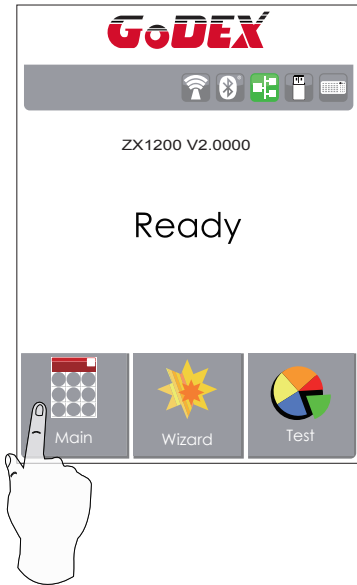 GoDEX
ZX1200 V2.0000
Ready
Main
Wizard
Test